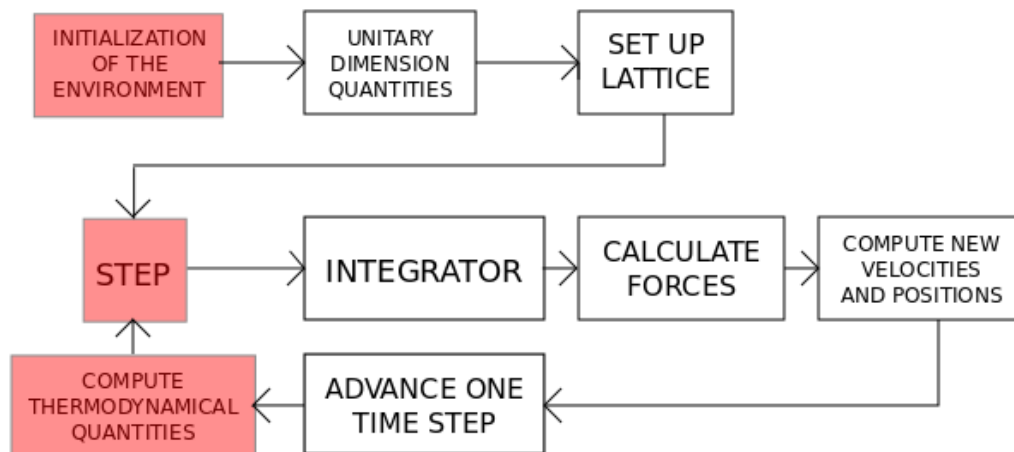 INITIALIZATION
OF THE
ENVIRONMENT
UNITARY
DIMENSION
QUANTITIES
SET UP
LATTICE
STEP
INTEGRATOR
CALCULATE
FORCES
COMPUTE NEW
VELOCITIES
AND POSITIONS
COMPUTE
THERMODYNAMICAL
QUANTITIES
ADVANCE ONE
TIME STEP